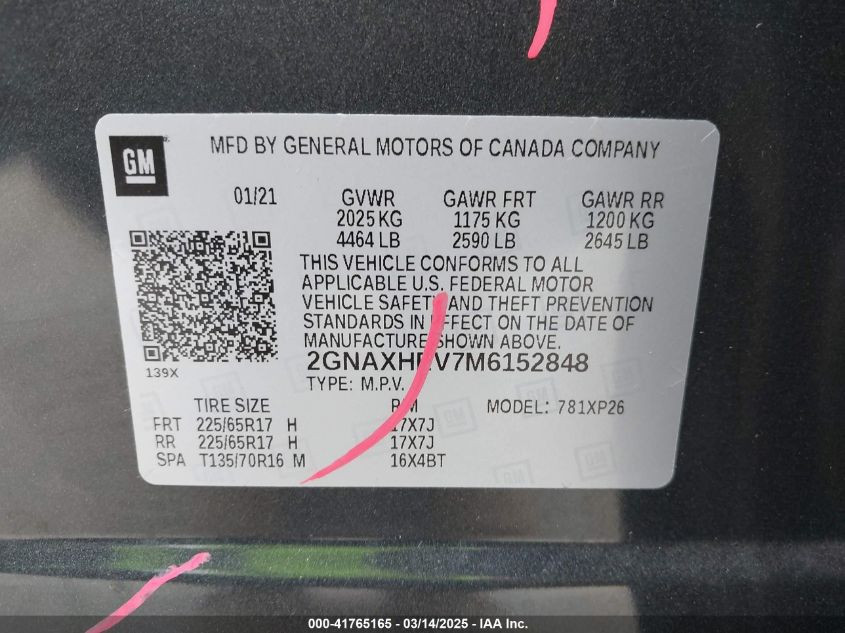 GM
MFD BY GENERAL MOTORS OF CANADA COMPANY
01/21 GVWR GAWR FRT GAWR RR
2025 KG 1175 KG 1200 KG
4464 LB 2590 LB 2645 LB
THIS VEHICLE CONFORMS TO ALL
APPLICABLE U.S. FEDERAL MOTOR
VEHICLE SAFETY AND THEFT PREVENTION
STANDARDS IN EFFECT ON THE DATE OF
MANUFACTURE SHOWN ABOVE.
139X
2GNAXHEV7M6152848
TYPE: M.P.V.
TIRE SIZE RIM MODEL: 781XP26
FRT 225/65R17 H 17X7J
RR 225/65R17 H 17X7J
SPA T135/70R16 M 16X4BT
000-41765165 - 03/14/2025 - IAA Inc.